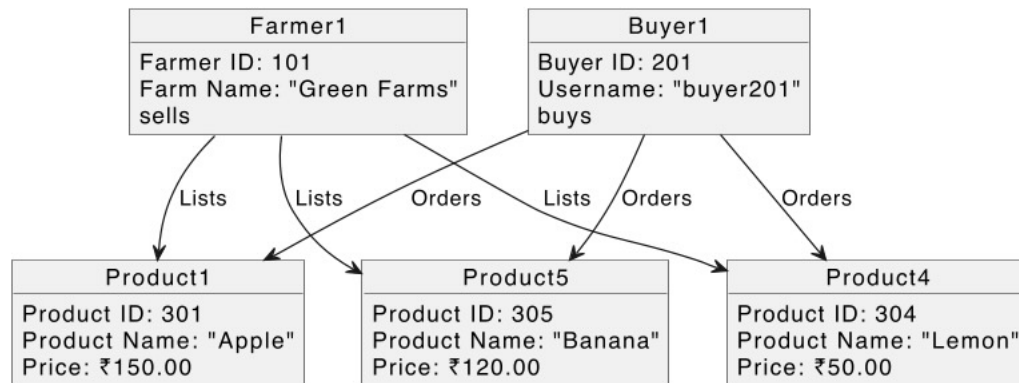 Farmer1
Farmer ID: 101
Farm Name: "Green Farms"
sells
Buyer1
Buyer ID: 201
Username: "buyer201"
buys
Lists
Lists
Orders
Lists
Orders
Orders
Product1
Product ID: 301
Product Name: "Apple"
Price: ₹150.00
Product5
Product ID: 305
Product Name: "Banana"
Price: ₹120.00
Product4
Product ID: 304
Product Name: "Lemon"
Price: ₹50.00